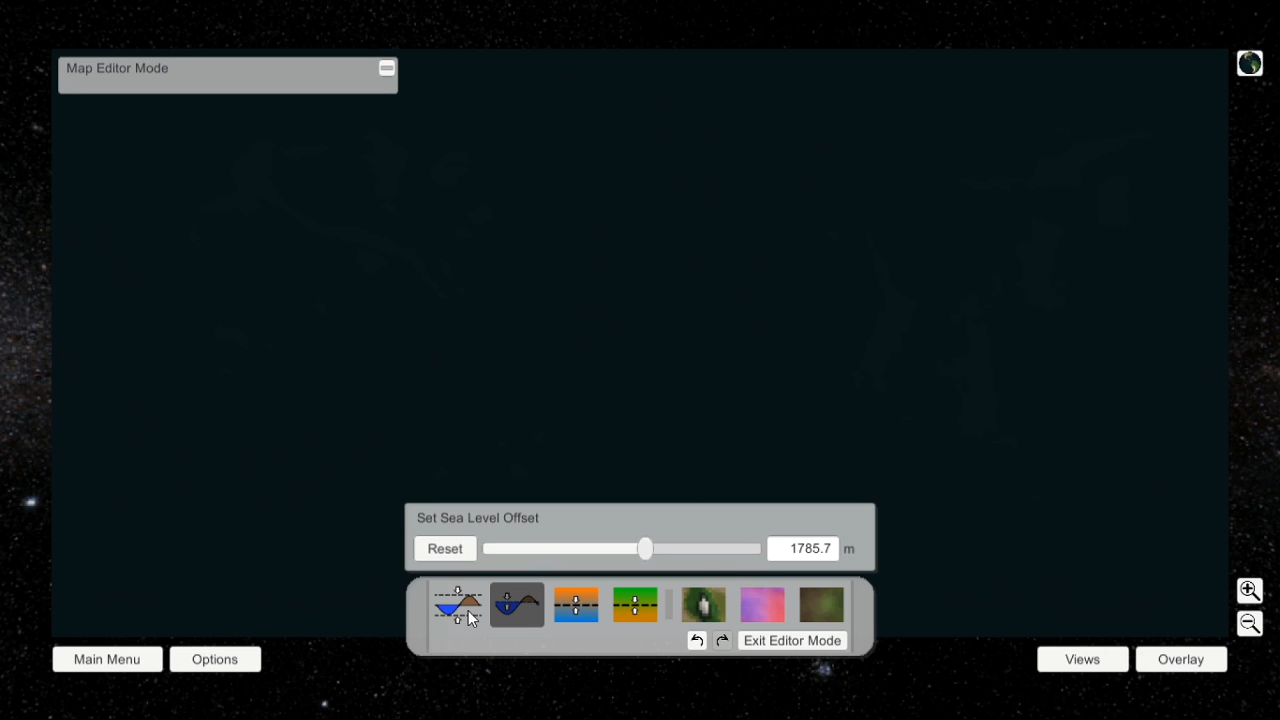 Map Editor Mode
Set Sea Level Offset
Reset
1785.7 m
Exit Editor Mode
Main Menu
Options
Views
Overlay